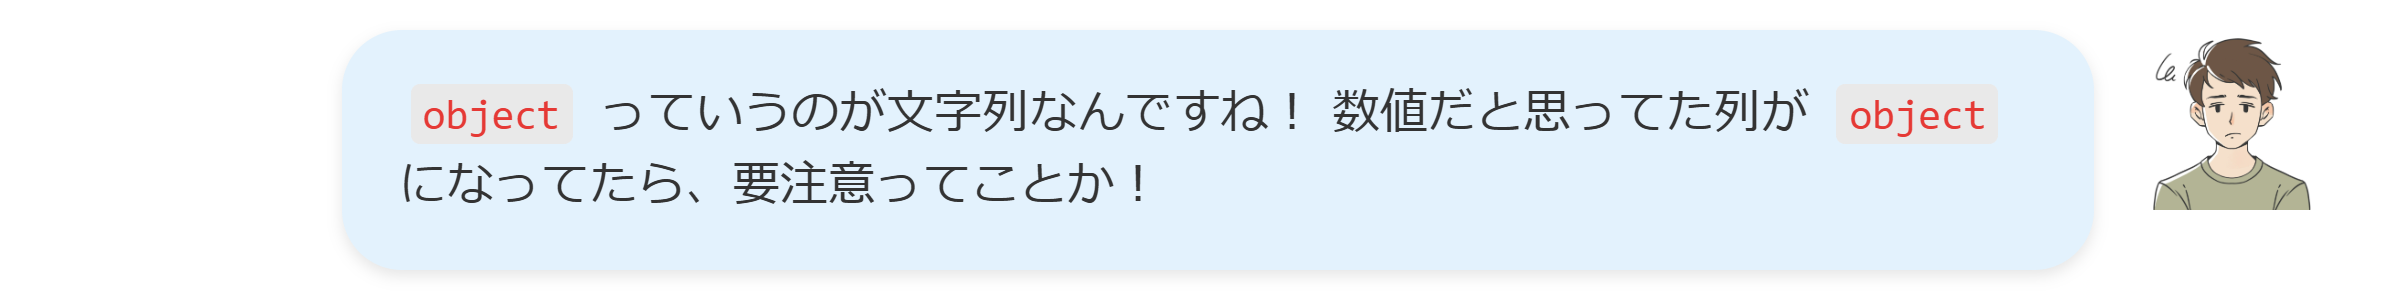 object っていうのが文字列なんですね！ 数値だと思ってた列が object
になってたら、要注意ってことか！